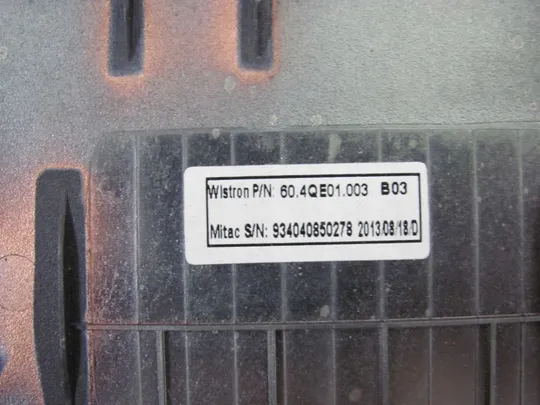 Wistron P/N: 60.4QE01.003 B03
Mitac S/N: 934040850278 2013/08/18/D